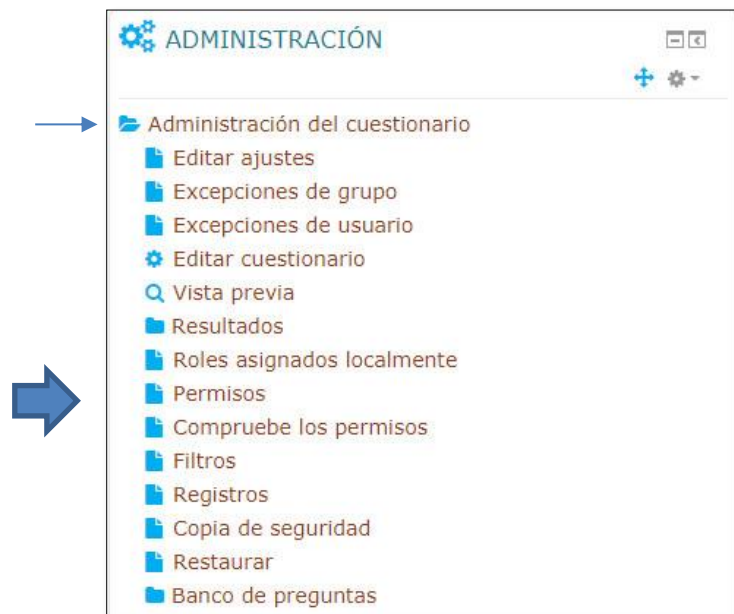 ADMINISTRACIÓN
Administración del cuestionario
Editar ajustes
Excepciones de grupo
Excepciones de usuario
Editar cuestionario
Vista previa
Resultados
Roles asignados localmente
Permisos
Compruebe los permisos
Filtros
Registros
Copia de seguridad
Restaurar
Banco de preguntas